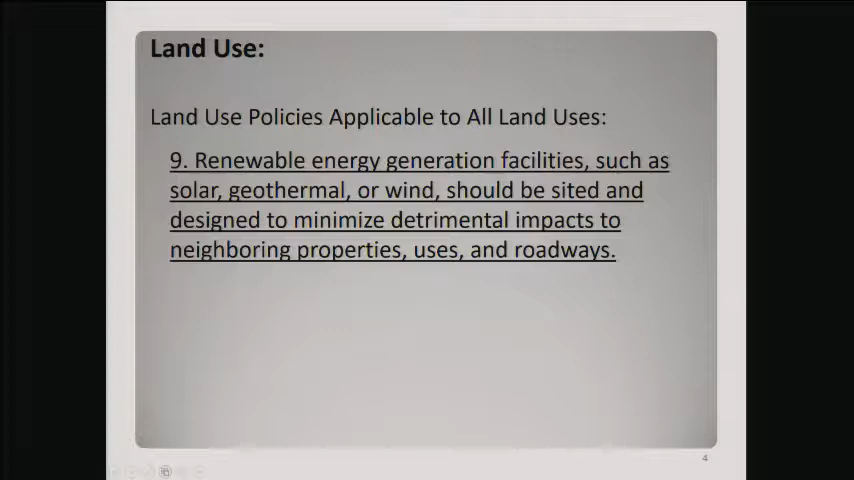 Land Use:
Land Use Policies Applicable to All Land Uses:
9. Renewable energy generation facilities, such as
solar, geothermal, or wind, should be sited and
designed to minimize detrimental impacts to
neighboring properties, uses, and roadways.
4